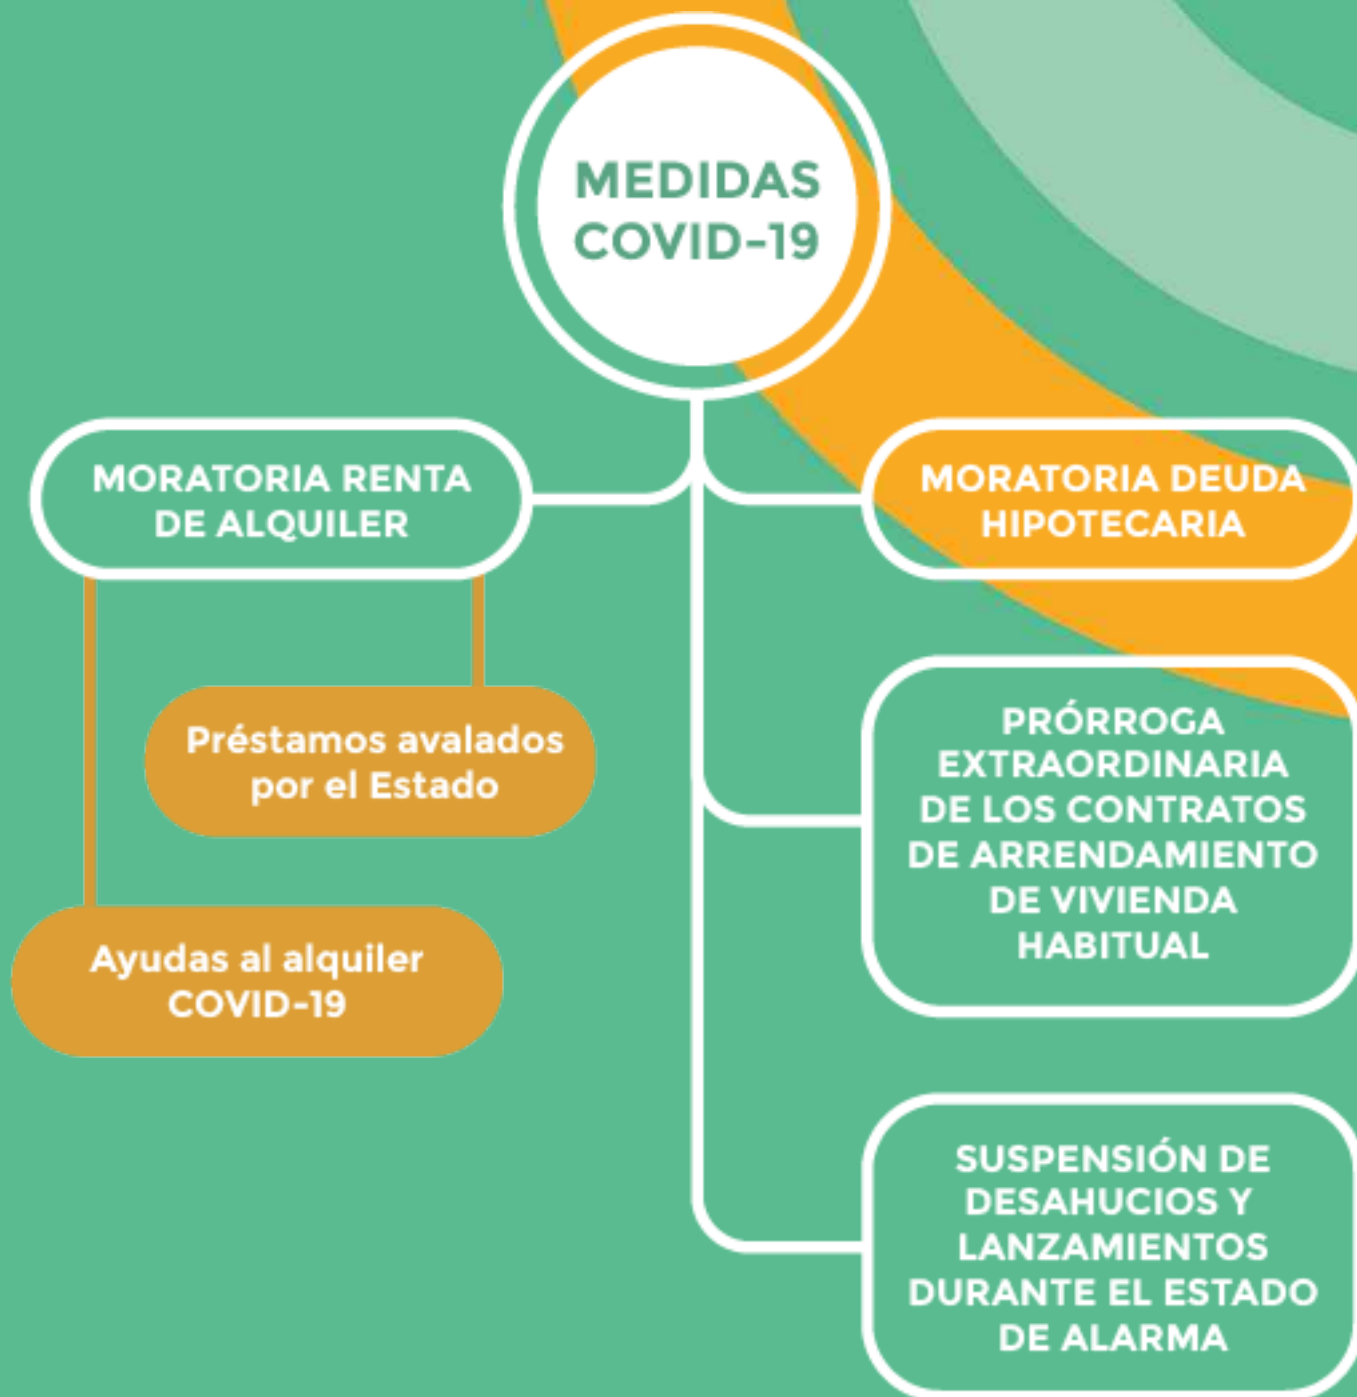 MEDIDAS
COVID-19
MORATORIA RENTA
DE ALQUILER
MORATORIA DEUDA
HIPOTECARIA
Préstamos avalados
por el Estado
Ayudas al alquiler
COVID-19
PRÓRROGA
EXTRAORDINARIA
DE LOS CONTRATOS
DE ARRENDAMIENTO
DE VIVIENDA
HABITUAL
SUSPENSIÓN DE
DESAHUCIOS Y
LANZAMIENTOS
DURANTE EL ESTADO
DE ALARMA